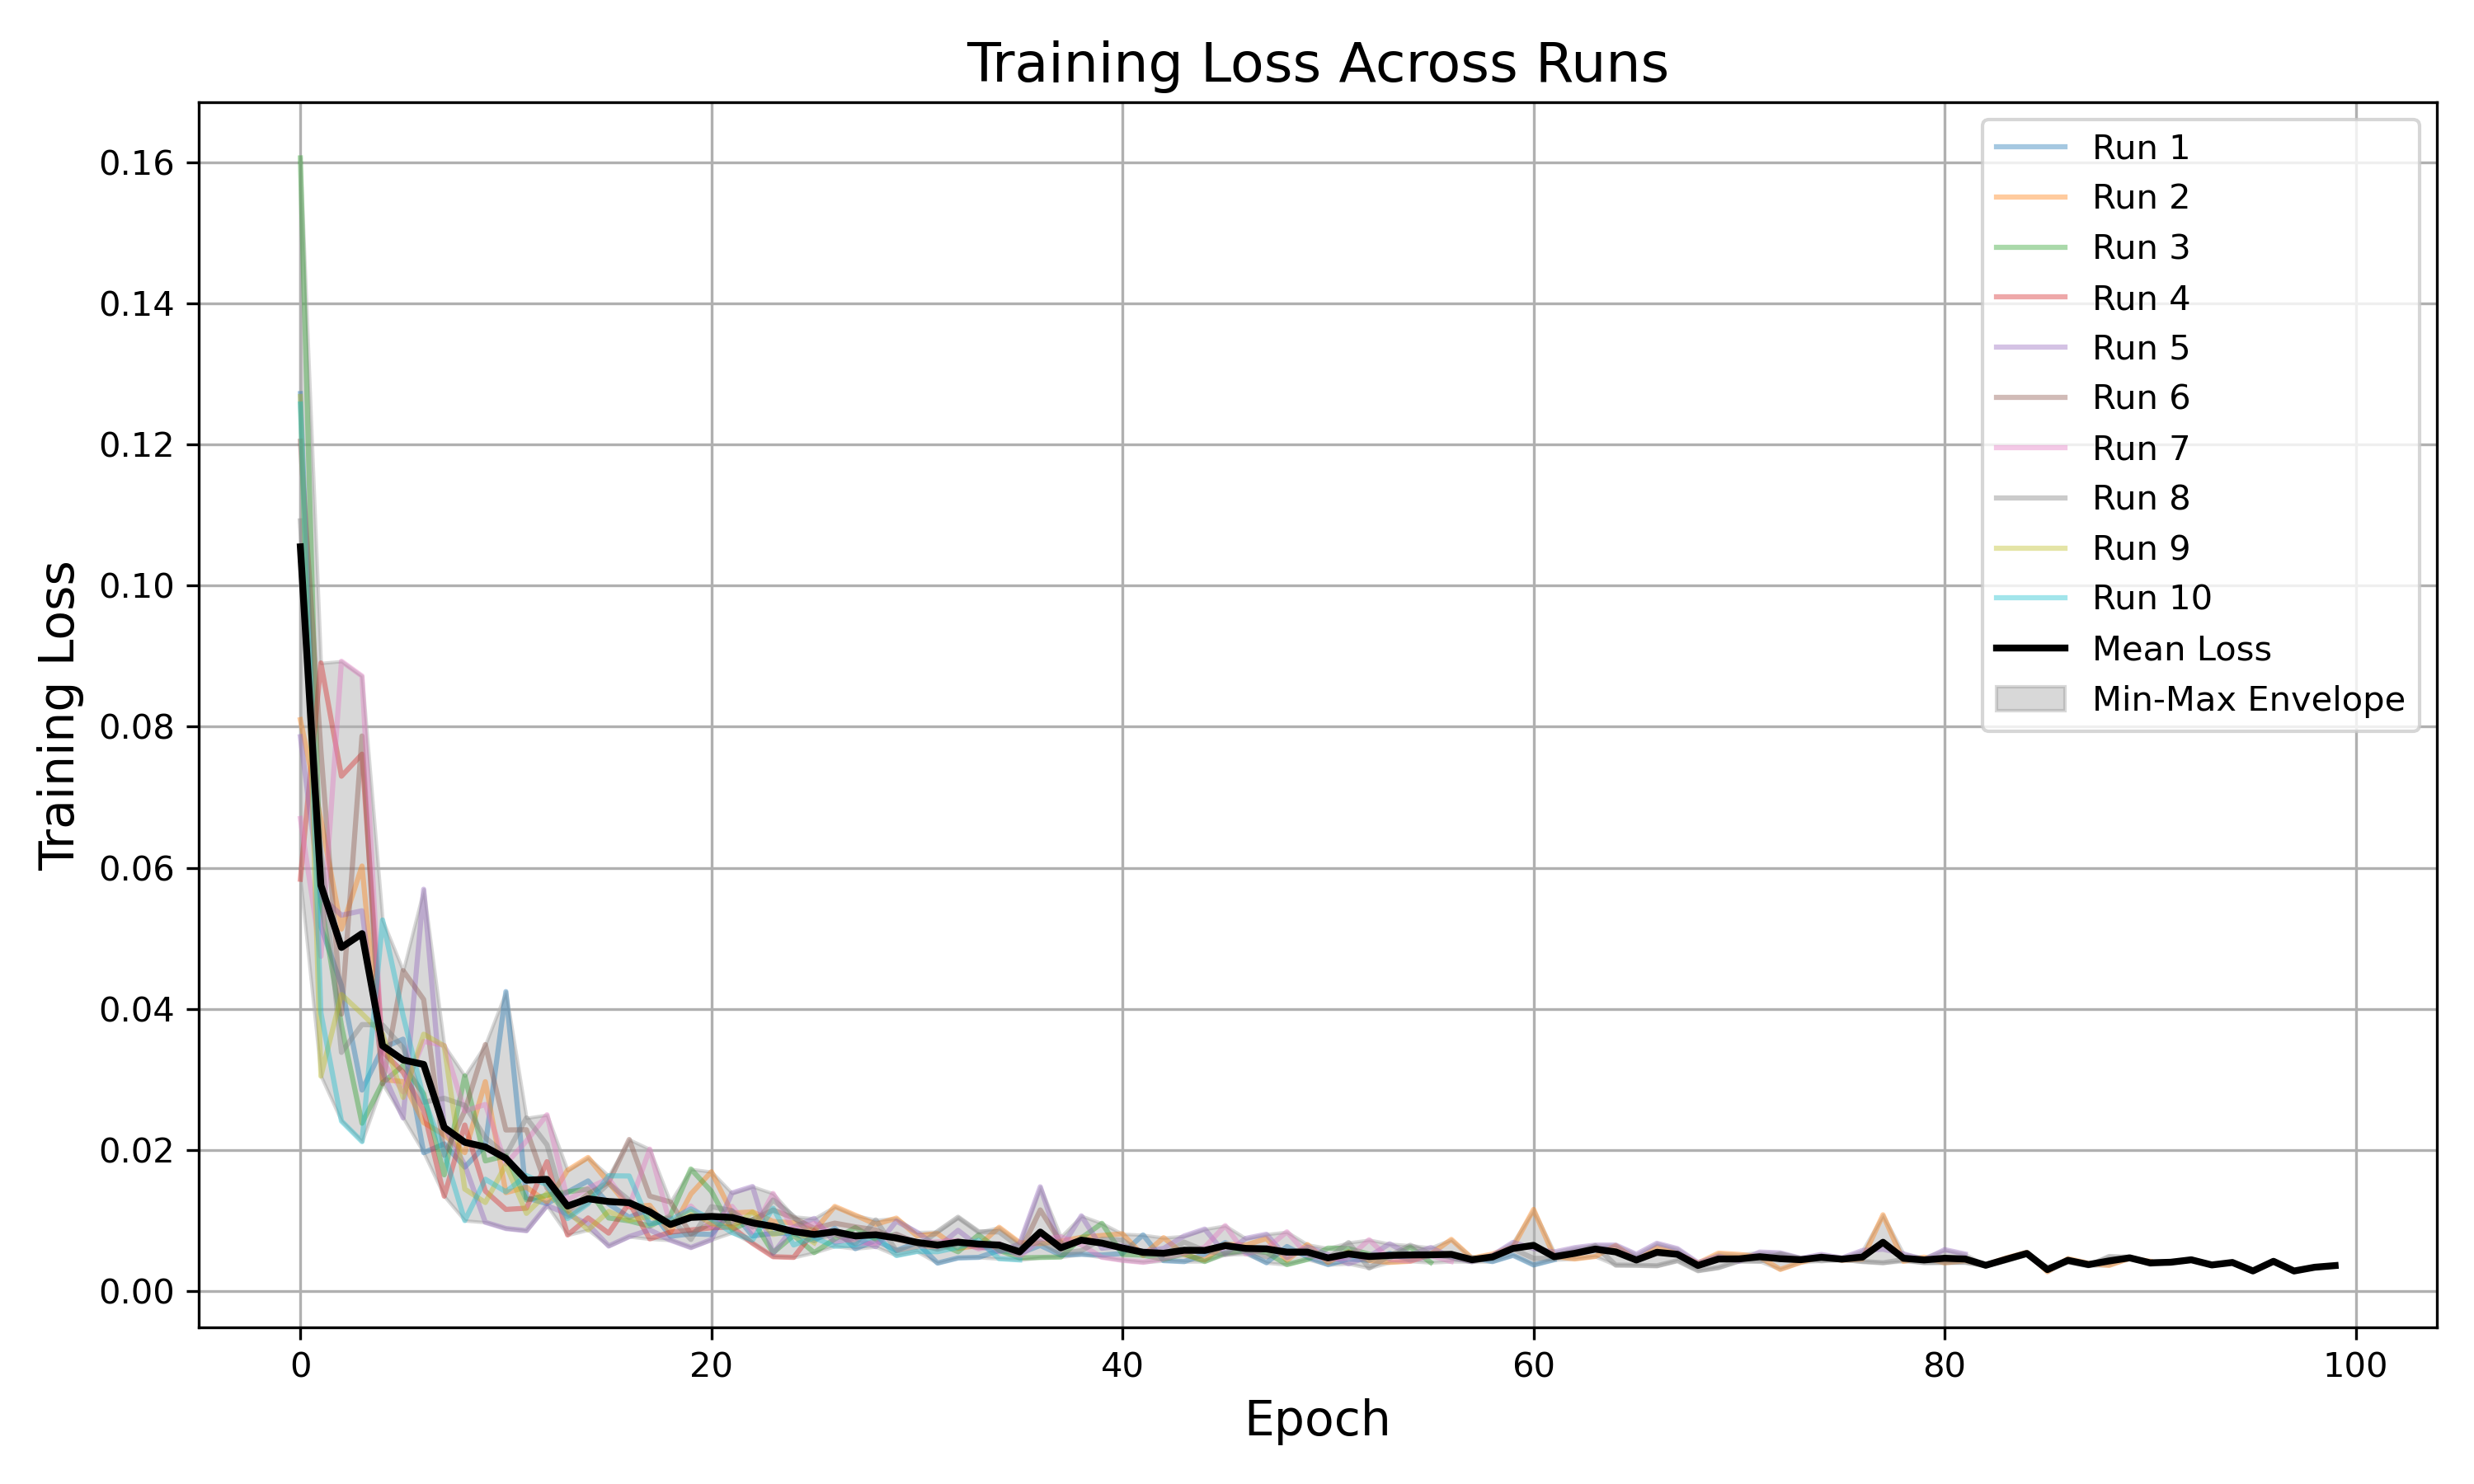 Training Loss Across Runs
Training Loss
0.16
0.14
0.12
0.10
0.08
0.06
0.04
0.02
0.00
Run 1
Run 2
Run 3
Run 4
Run 5
Run 6
Run 7
Run 8
Run 9
Run 10
Mean Loss
Min-Max Envelope
0 20 40 60 80 100
Epoch